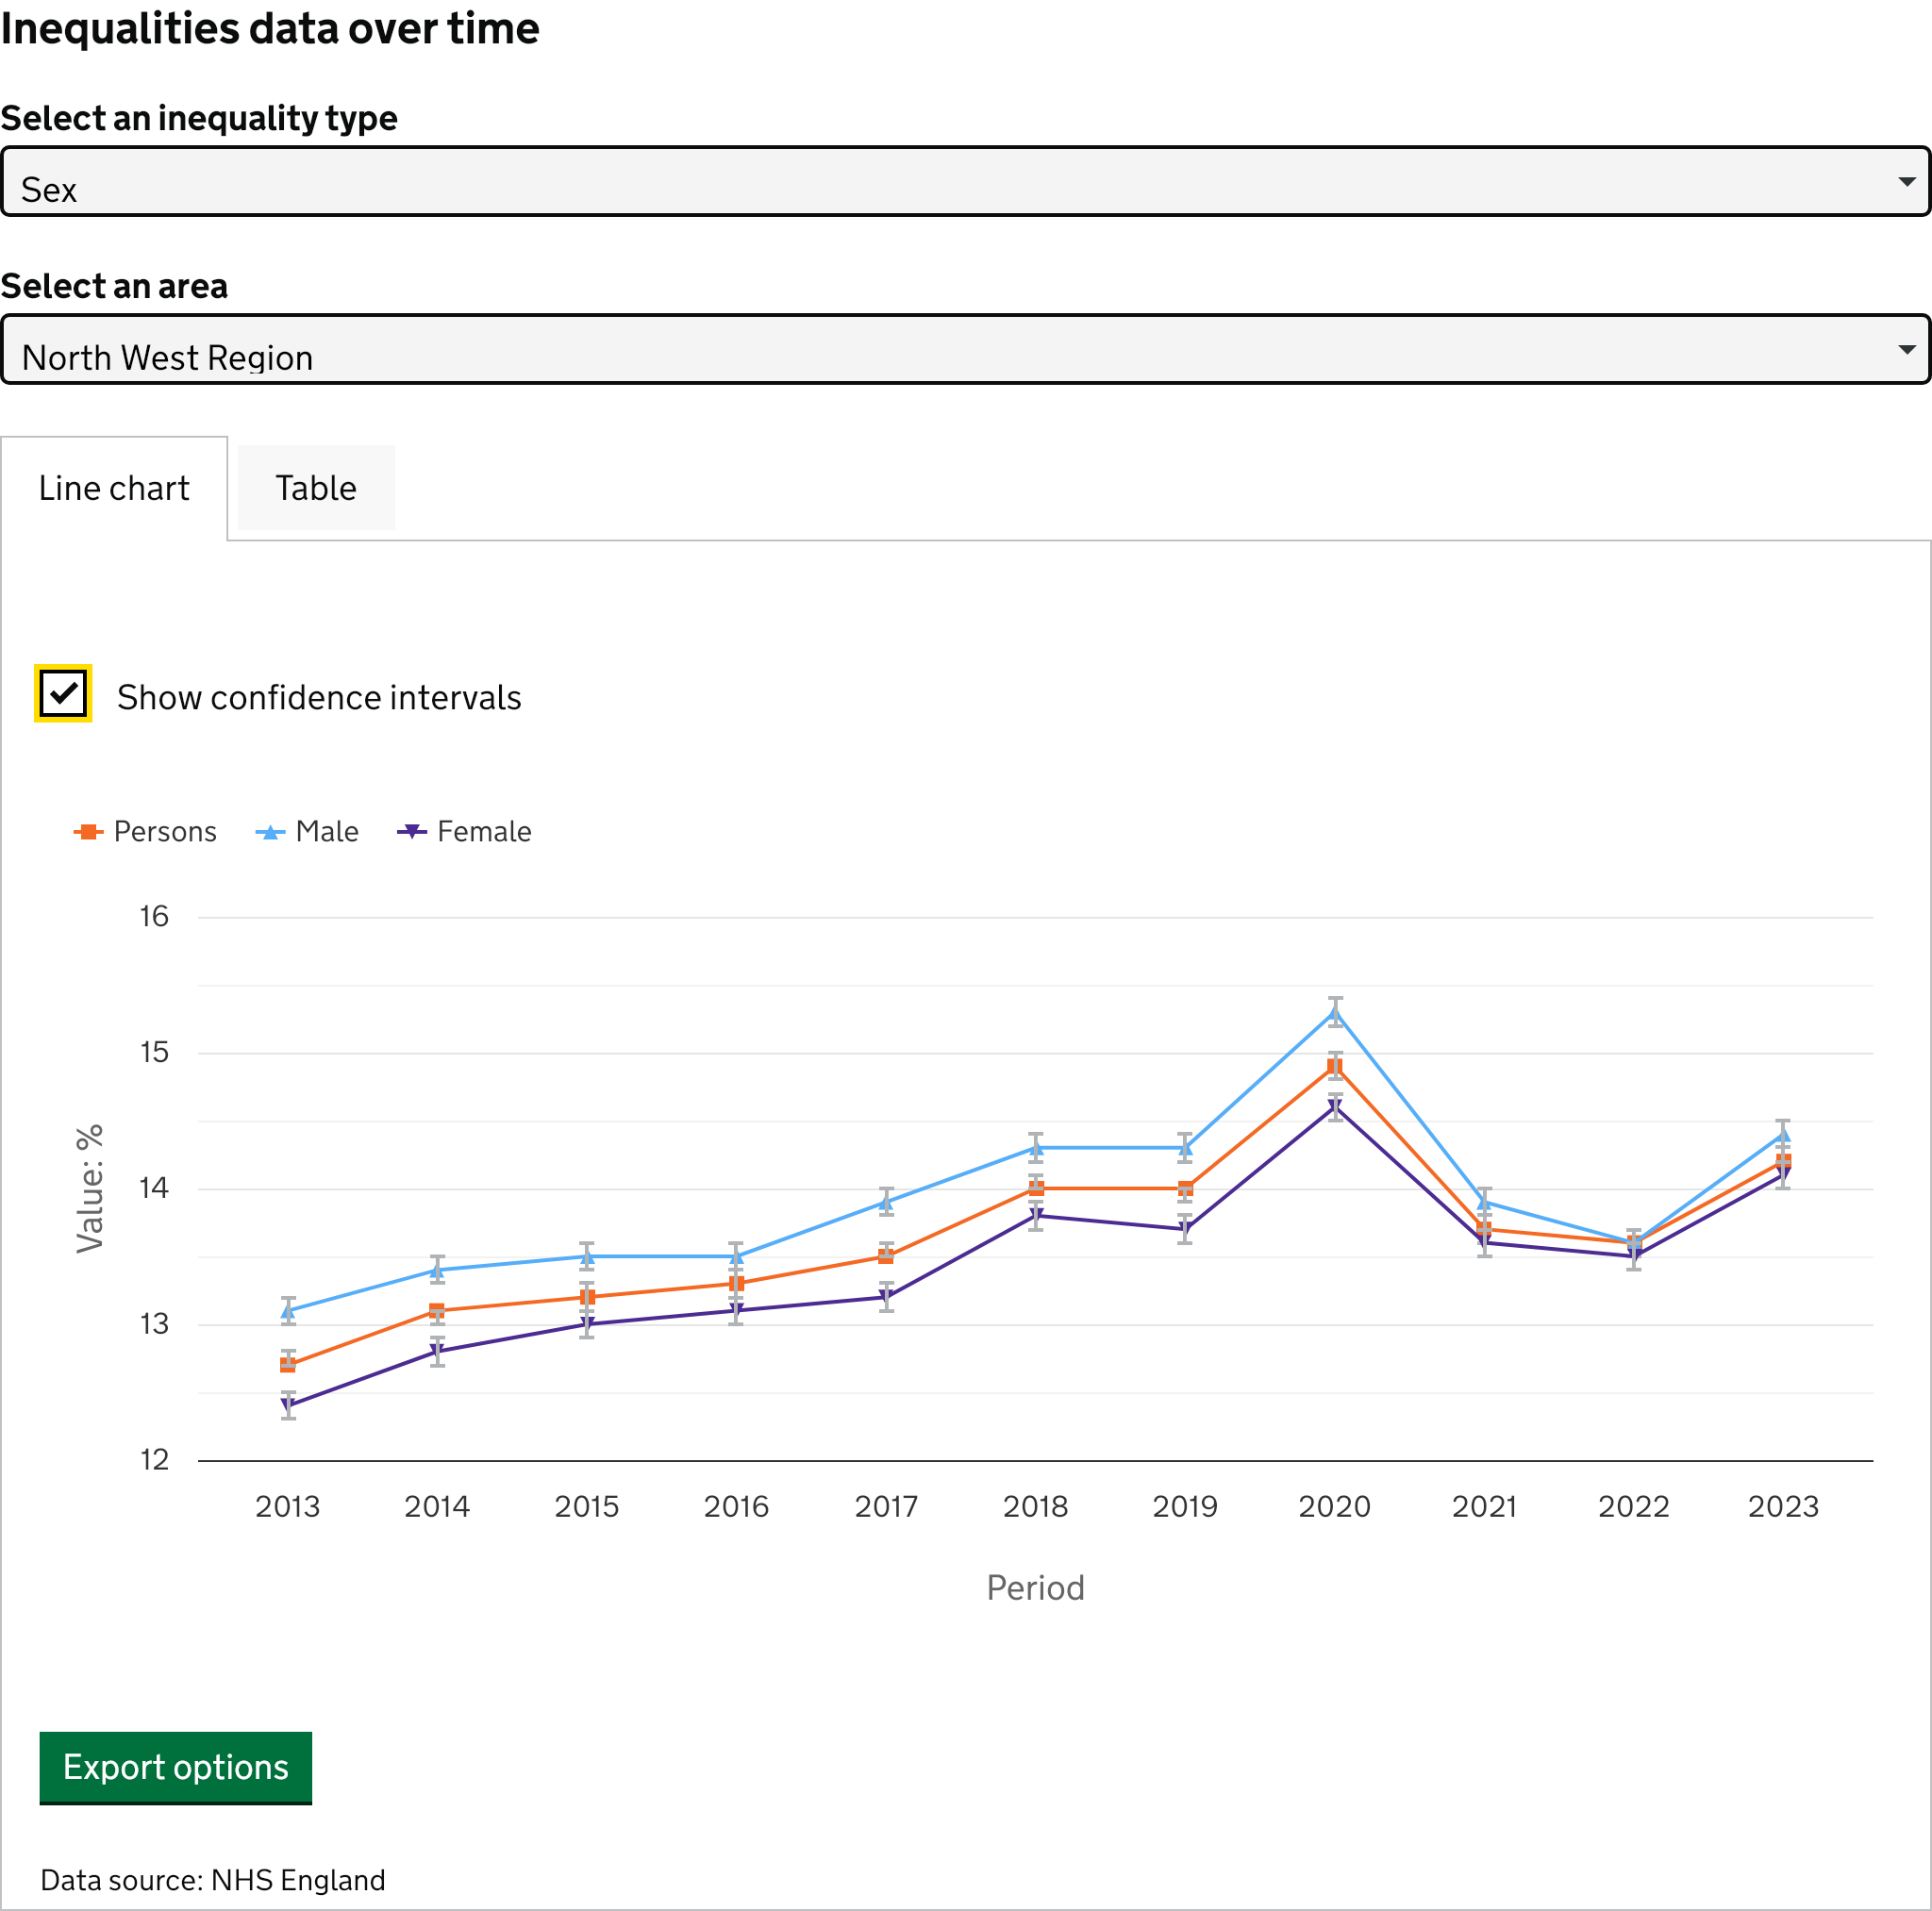 Inequalities data over time
Select an inequality type
Sex
Select an area
North West Region
Line chart Table
Show confidence intervals
Persons Male Female
16
15
14
13
12
Value: %
2013 2014 2015 2016 2017 2018 2019 2020 2021 2022 2023
Period
Export options
Data source: NHS England